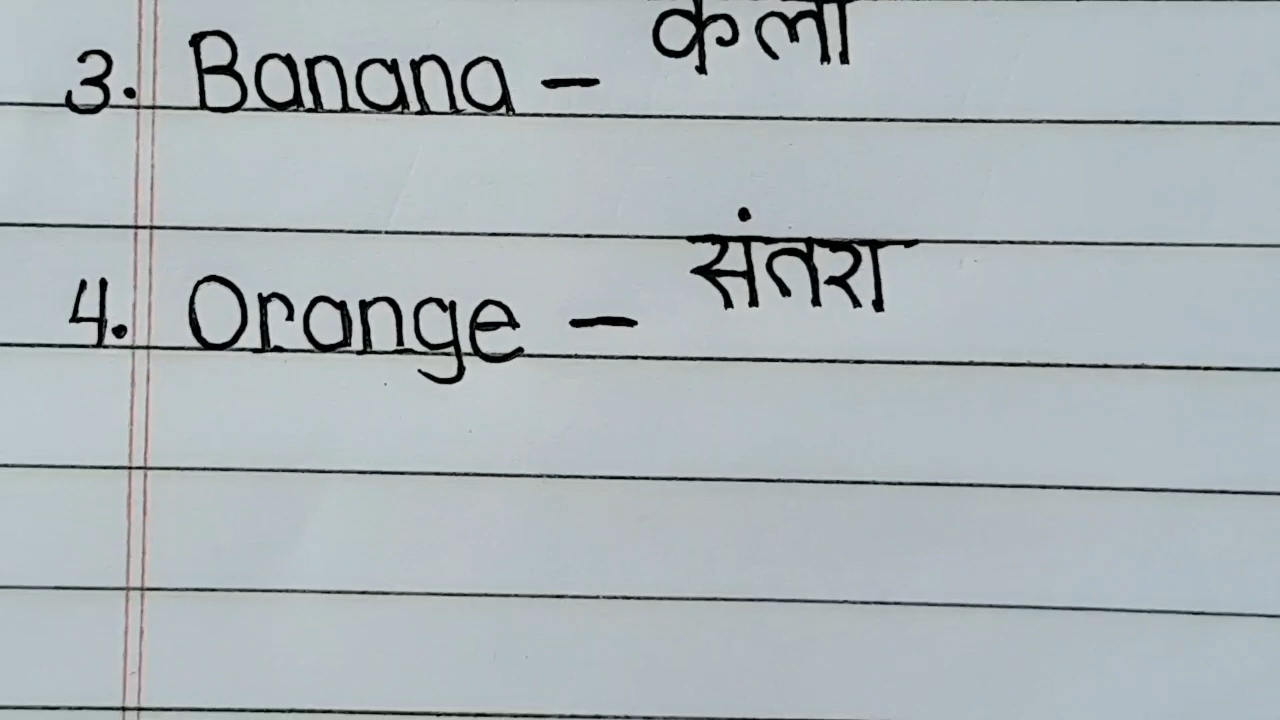 3. Banana – केला
4. Orange – संतरा